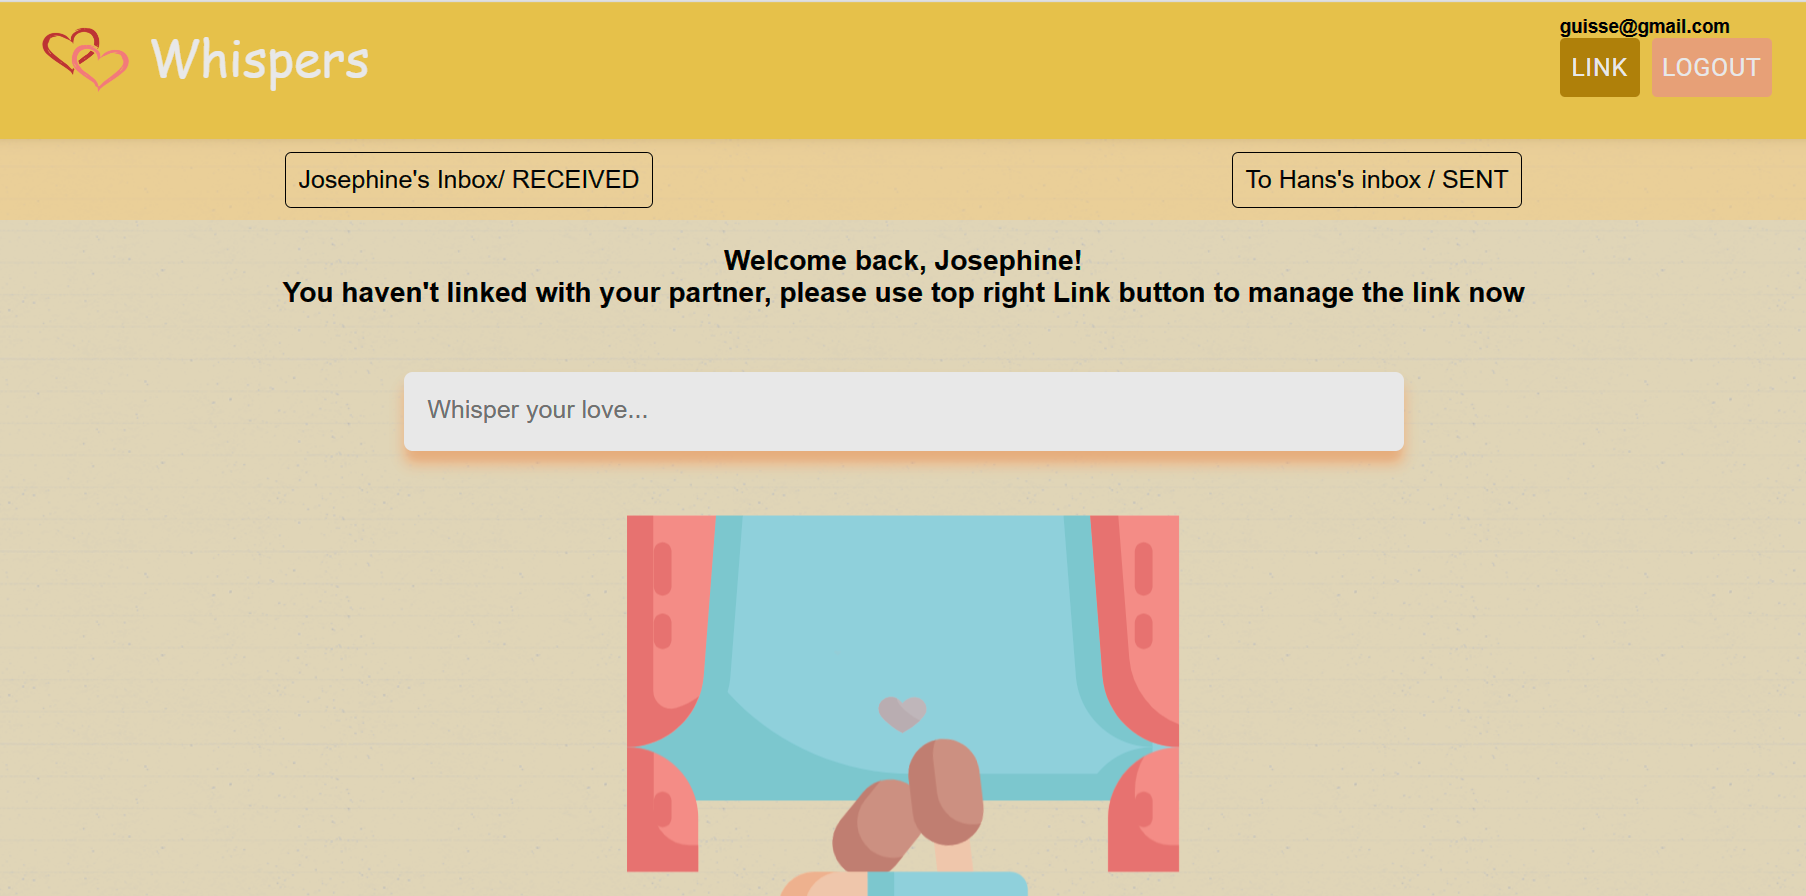 Whispers
guisse@gmail.com
LINK LOGOUT
Josephine's Inbox/ RECEIVED
To Hans's inbox / SENT
Welcome back, Josephine!
You haven't linked with your partner, please use top right Link button to manage the link now
Whisper your love...